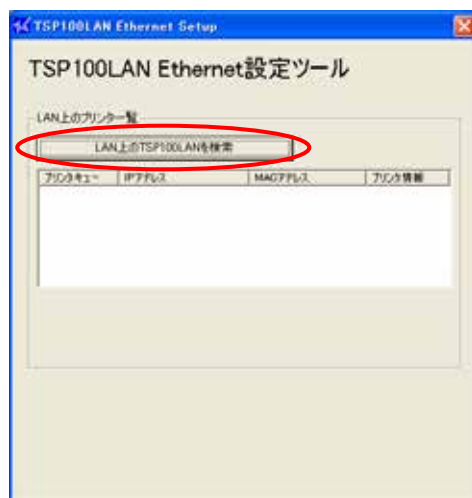 TSP100LAN Ethernet Setup
TSP100LAN Ethernet設定ツール
LAN上のプリンター覧
LAN上のTSP100LANを検索
プリンタキュー IPアドレス MACアドレス プリンタ情報